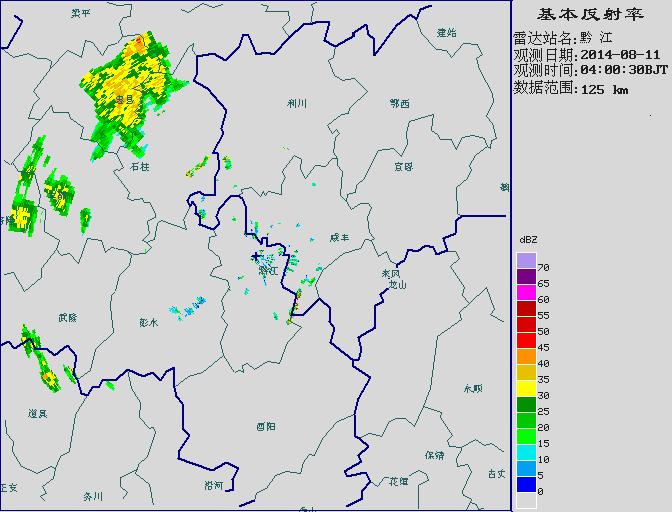 基本反射率
雷达站名:黔 江
观测日期:2014-08-11
观测时间:04:00:30BJT
数据范围:125 km
dBZ
70
65
60
55
50
45
40
35
30
25
20
15
10
5
0
梁平
建始
利川
鄂西
石柱
宣恩
咸丰
黔江
来凤
龙山
武隆
彭水
永顺
道真
酉阳
保靖
古丈
花垣
正安
务川
沿河